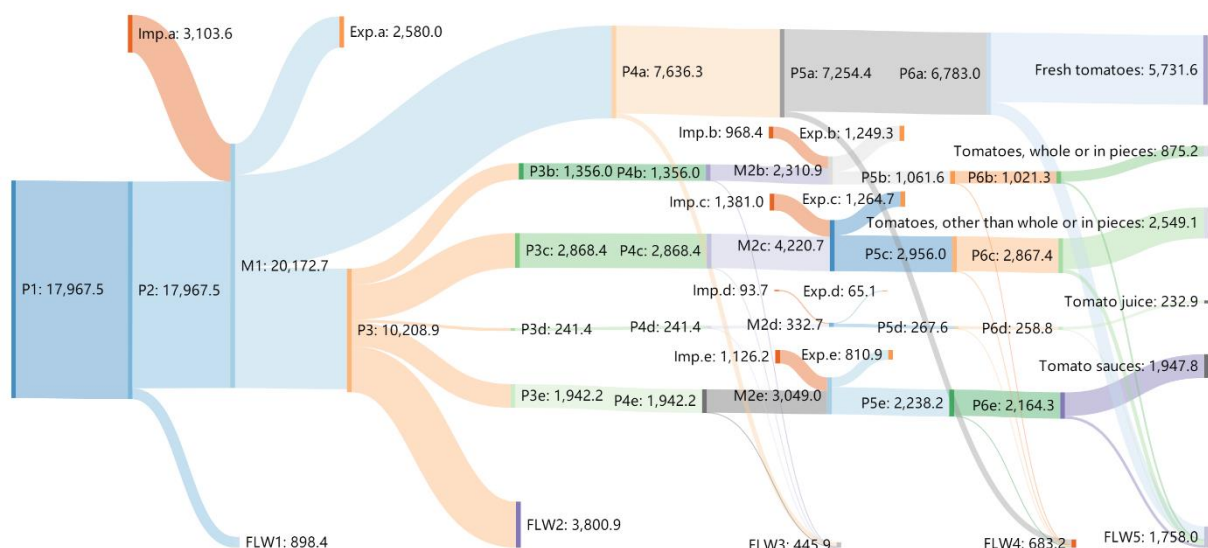 Imp.a: 3,103.6
Exp.a: 2,580.0
P4a: 7,636.3
P5a: 7,254.4
P6a: 6,783.0
Fresh tomatoes: 5,731.6
Imp.b: 968.4
Exp.b: 1,249.3
Tomatoes, whole or in pieces: 875.2
P3b: 1,356.0
P4b: 1,356.0
M2b: 2,310.9
P5b: 1,061.6
P6b: 1,021.3
Imp.c: 1,381.0
Exp.c: 1,264.7
Tomatoes, other than whole or in pieces: 2,549.1
P3c: 2,868.4
P4c: 2,868.4
M2c: 4,220.7
P5c: 2,956.0
P6c: 2,867.4
M1: 20,172.7
P1: 17,967.5
P2: 17,967.5
Imp.d: 93.7
Exp.d: 65.1
Tomato juice: 232.9
P3: 10,208.9
P3d: 241.4
P4d: 241.4
M2d: 332.7
P5d: 267.6
P6d: 258.8
Imp.e: 1,126.2
Exp.e: 810.9
Tomato sauces: 1,947.8
P3e: 1,942.2
P4e: 1,942.2
M2e: 3,049.0
P5e: 2,238.2
P6e: 2,164.3
FLW2: 3,800.9
FLW1: 898.4
FLW3: 445.9
FLW4: 683.2
FLW5: 1,758.0